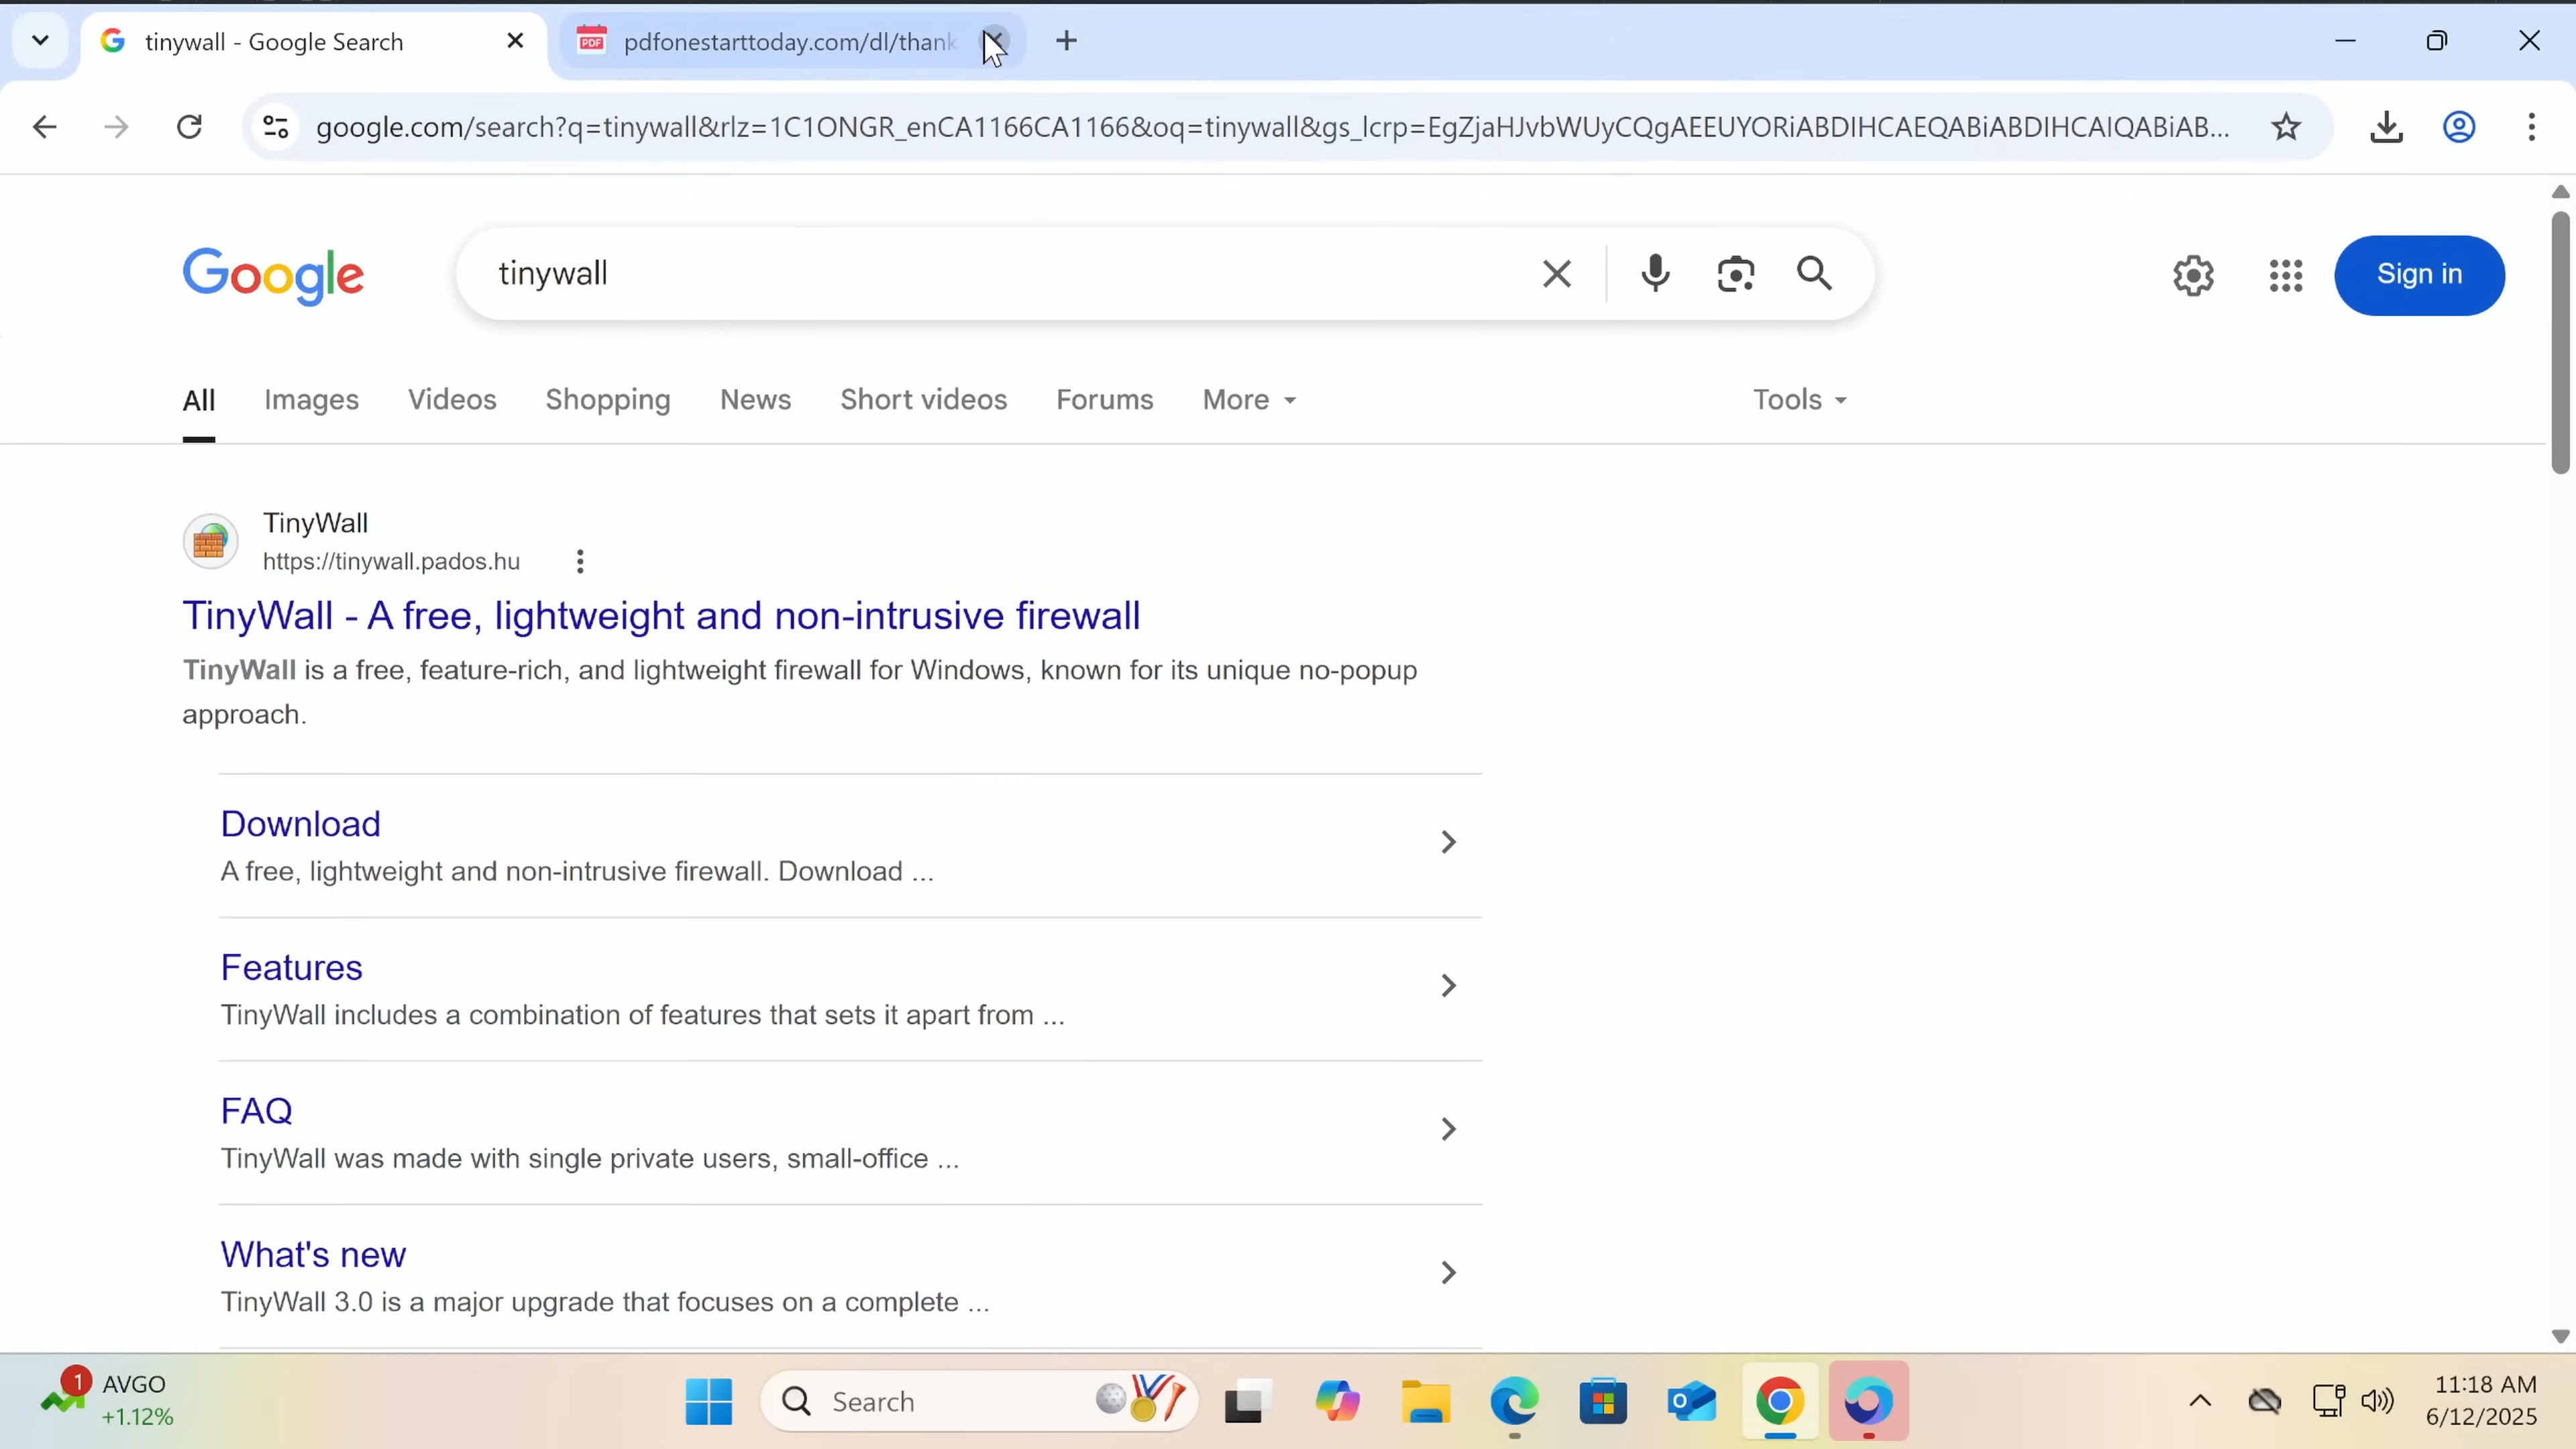 tinywall - Google Search
pdfonestarttoday.com/dl/thank
google.com/search?q=tinywall&rlz=1C1ONGR_enCA1166CA1166&oq=tinywall&gs_lcrp=EgZjaHJvbWUyCQgAEEUYORiABDIHCAEQABiABDIHCAIQABiAB...
Google
tinywall
Sign in
All Images Videos Shopping News Short videos Forums More Tools
TinyWall
https://tinywall.pados.hu
TinyWall - A free, lightweight and non-intrusive firewall
TinyWall is a free, feature-rich, and lightweight firewall for Windows, known for its unique no-popup
approach.
Download
A free, lightweight and non-intrusive firewall. Download ...
Features
TinyWall includes a combination of features that sets it apart from ...
FAQ
TinyWall was made with single private users, small-office ...
What's new
TinyWall 3.0 is a major upgrade that focuses on a complete ...
1
AVGO
+1.12%
Search
11:18 AM
6/12/2025